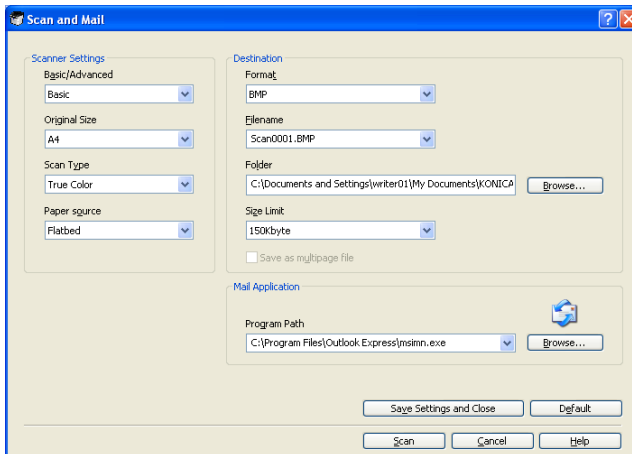 Scan and Mail
Scanner Settings
Basic/Advanced
Basic
Original Size
A4
Scan Type
True Color
Paper source
Flatbed
Destination
Format
BMP
Filename
Scan0001.BMP
Folder
C:\Documents and Settings\writer01\My Documents\KONICA
Browse...
Size Limit
150Kbyte
Save as multipage file
Mail Application
Program Path
C:\Program Files\Outlook Express\msimn.exe
Browse...
Save Settings and Close
Default
Scan
Cancel
Help